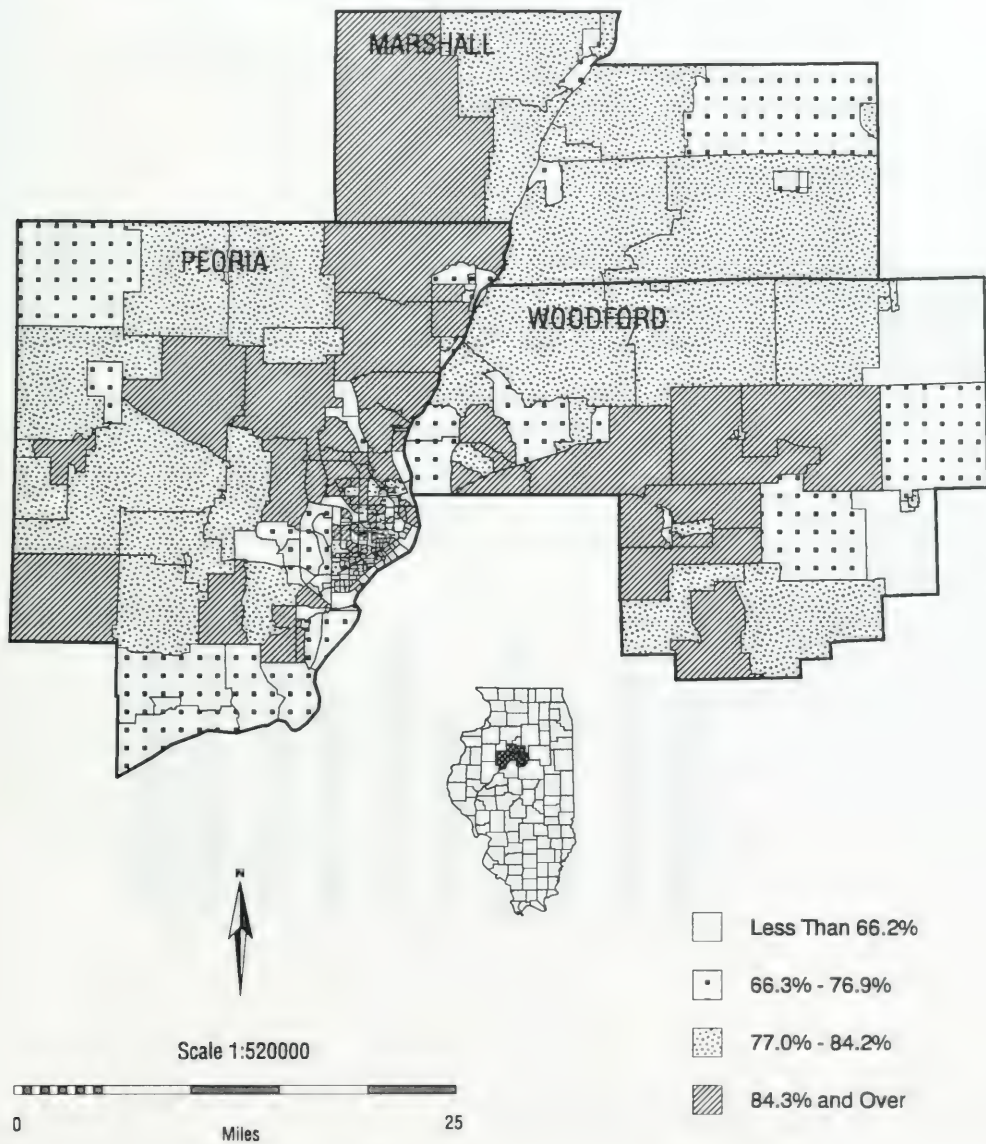 MARSHALL
PEORIA
WOODFORD
N
Less Than 66.2%
66.3% - 76.9%
77.0% - 84.2%
84.3% and Over
Scale 1:520000
0 25
Miles